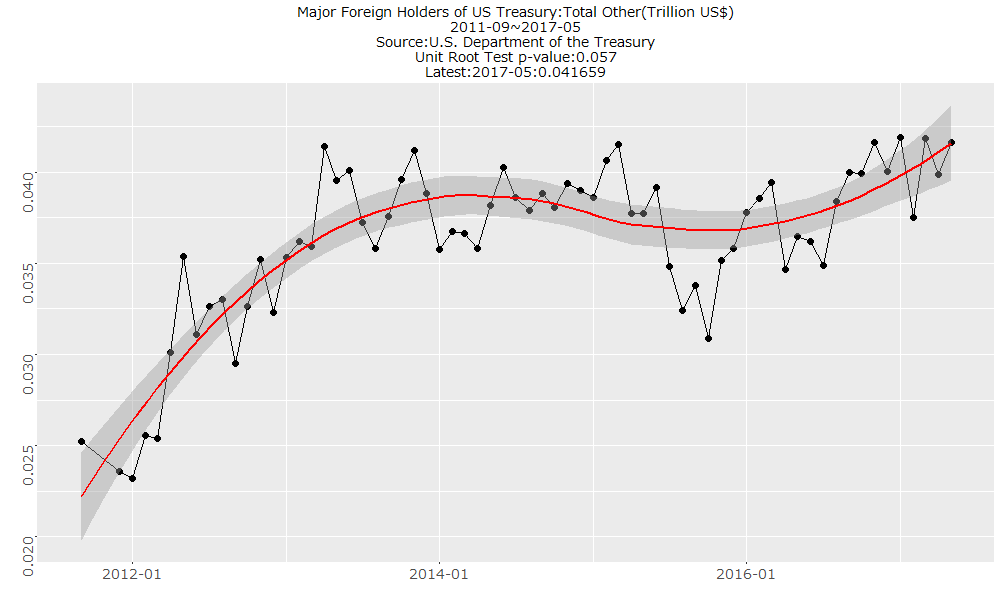 Major Foreign Holders of US Treasury:Total Other(Trillion US$)
2011-09~2017-05
Source:U.S. Department of the Treasury
Unit Root Test p-value:0.057
Latest:2017-05:0.041659
0.040
0.035
0.030
0.025
0.020
2012-01 2014-01 2016-01